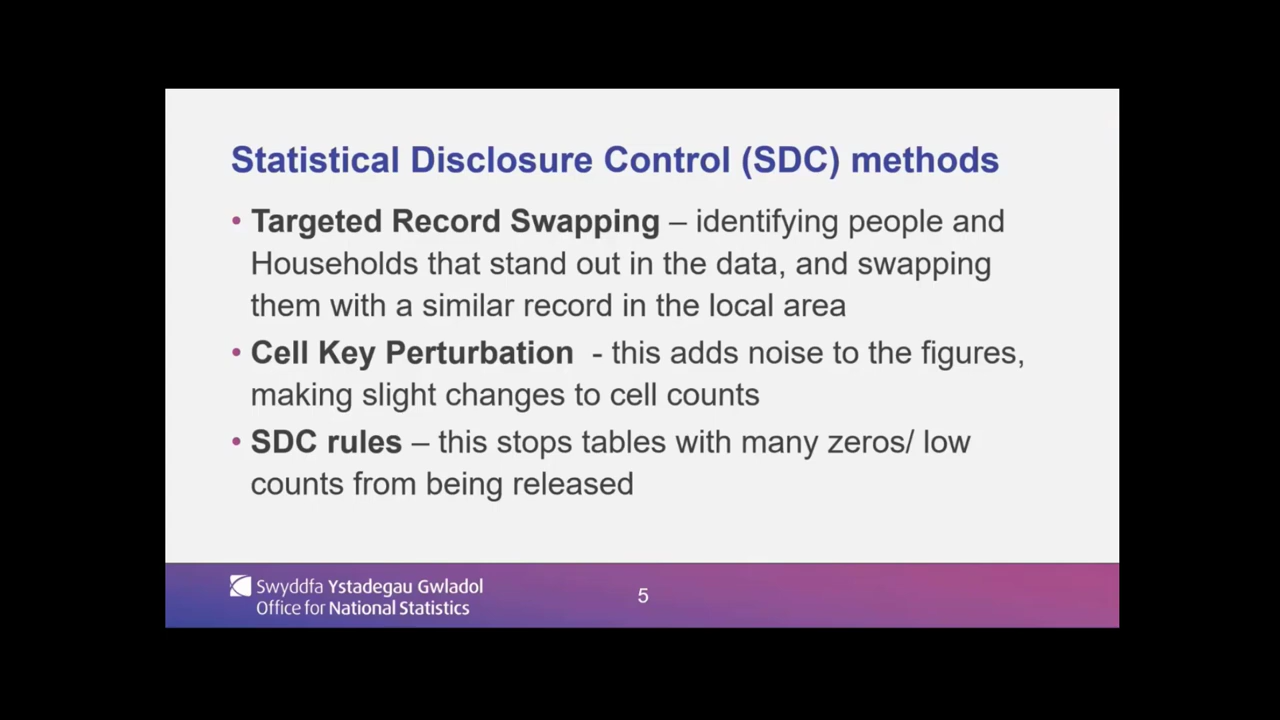 Statistical Disclosure Control (SDC) methods
• Targeted Record Swapping – identifying people and
Households that stand out in the data, and swapping
them with a similar record in the local area
• Cell Key Perturbation  - this adds noise to the figures,
making slight changes to cell counts
• SDC rules – this stops tables with many zeros/ low
counts from being released
Swyddfa Ystadegau Gwladol
Office for National Statistics
5